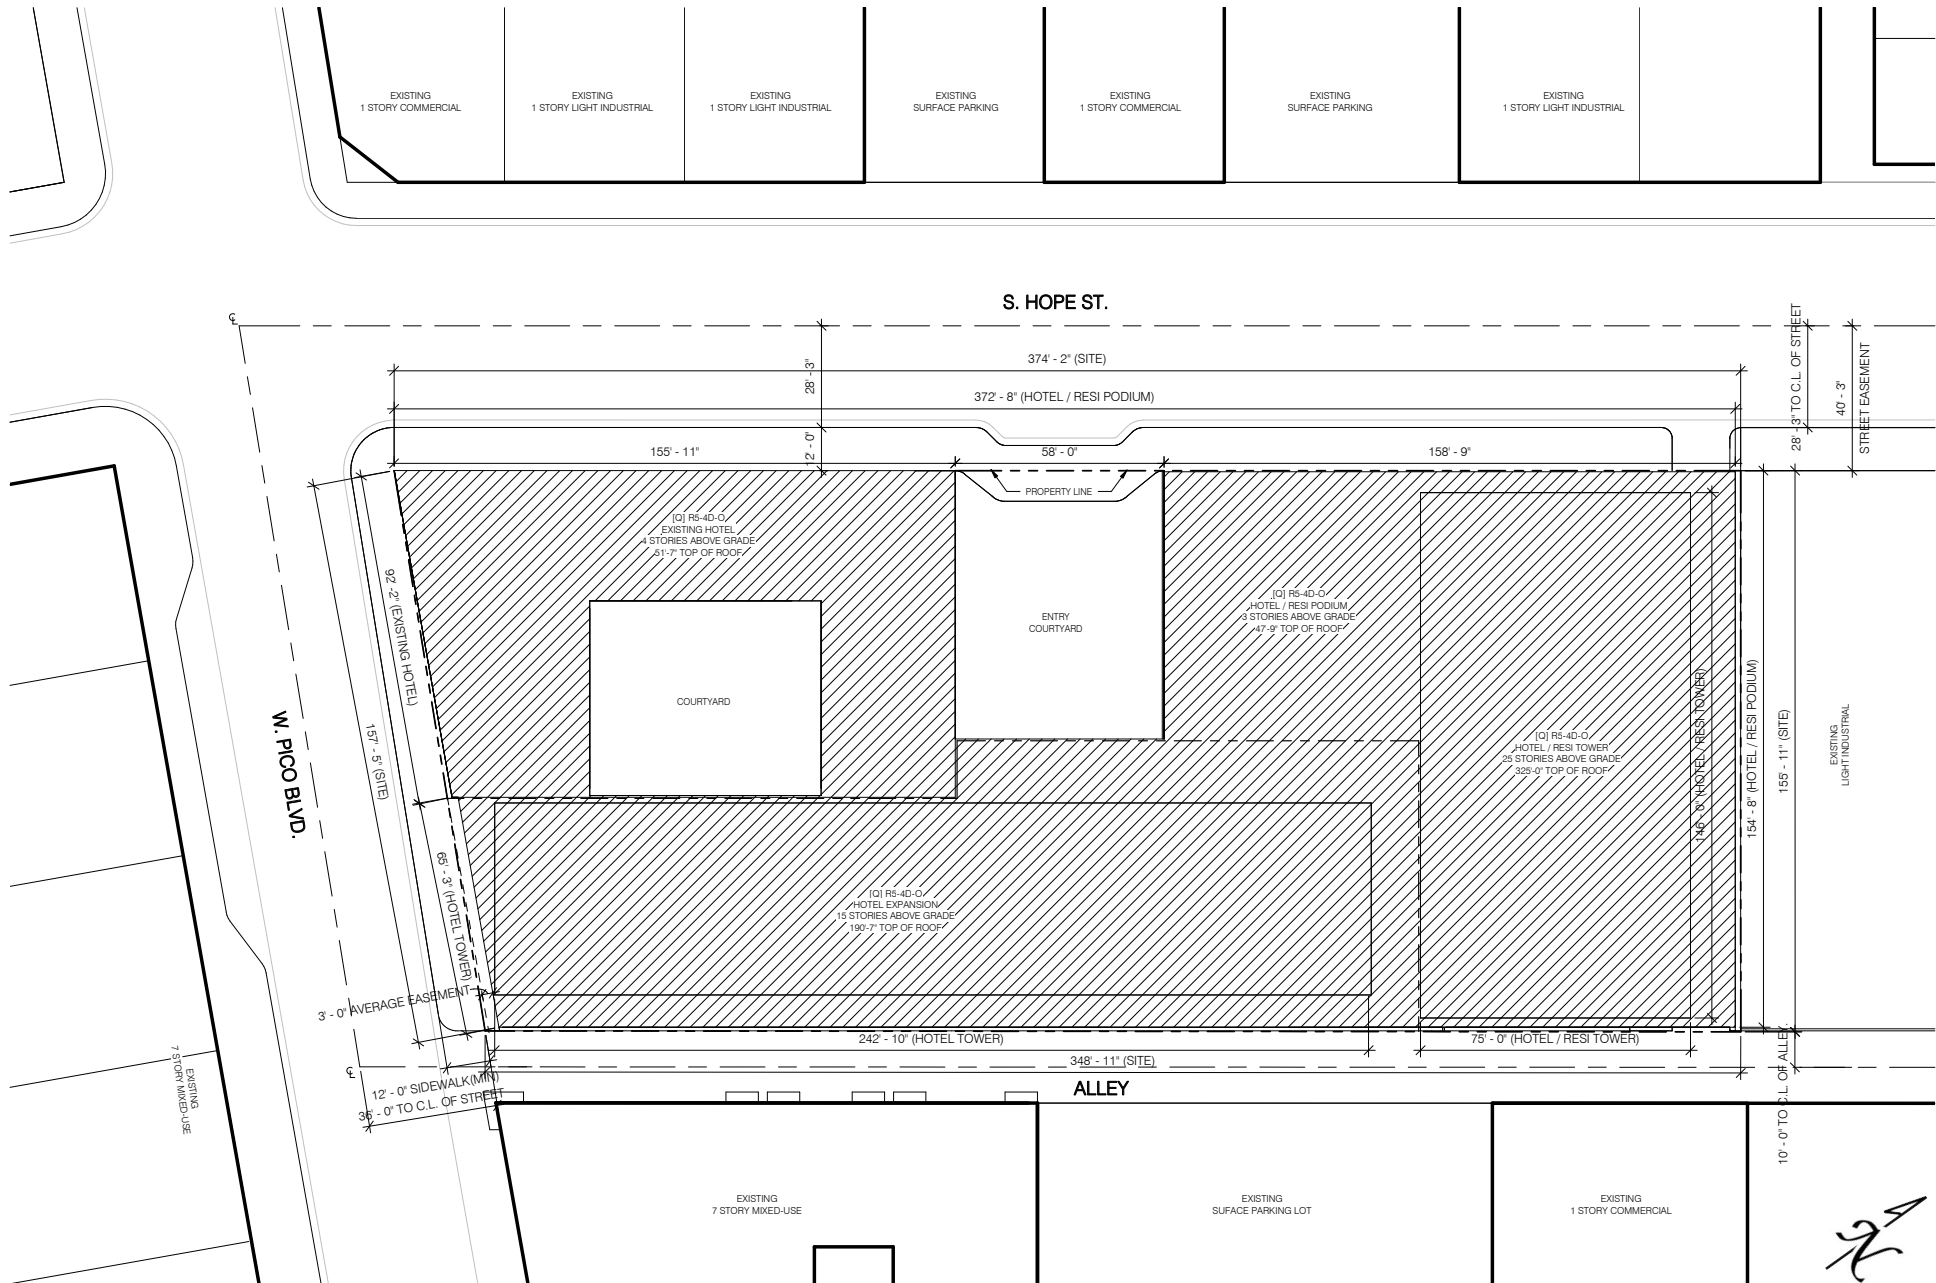 EXISTING
1 STORY COMMERCIAL
EXISTING
1 STORY LIGHT INDUSTRIAL
EXISTING
1 STORY LIGHT INDUSTRIAL
EXISTING
SURFACE PARKING
EXISTING
1 STORY COMMERCIAL
EXISTING
SURFACE PARKING
EXISTING
1 STORY LIGHT INDUSTRIAL
S. HOPE ST.
374' - 2" (SITE)
372' - 8" (HOTEL / RESI PODIUM)
28' - 3"
12' - 0"
155' - 11"
58' - 0"
158' - 9"
28' - 3" TO C.L. OF STREET
40' - 3"
STREET EASEMENT
PROPERTY LINE
[Q] R5-4D-O
EXISTING HOTEL
4 STORIES ABOVE GRADE
51'-7" TOP OF ROOF
ENTRY
COURTYARD
[Q] R5-4D-O
HOTEL / RESI PODIUM
3 STORIES ABOVE GRADE
47'-9" TOP OF ROOF
COURTYARD
[Q] R5-4D-O
HOTEL / RESI TOWER
25 STORIES ABOVE GRADE
325'-0" TOP OF ROOF
146' - 0" (HOTEL / RESI TOWER)
154' - 8" (HOTEL / RESI PODIUM)
155' - 11" (SITE)
EXISTING
LIGHT INDUSTRIAL
W. PICO BLVD.
92' - 2" (EXISTING HOTEL)
157' - 5" (SITE)
65' - 3" (HOTEL TOWER)
[Q] R5-4D-O
HOTEL EXPANSION
15 STORIES ABOVE GRADE
190'-7" TOP OF ROOF
3' - 0" AVERAGE EASEMENT
242' - 10" (HOTEL TOWER)
75' - 0" (HOTEL / RESI TOWER)
348' - 11" (SITE)
ALLEY
12' - 0" SIDEWALK (MIN)
36' - 0" TO C.L. OF STREET
10' - 0" TO C.L. OF ALLEY
EXISTING
7 STORY MIXED-USE
EXISTING
7 STORY MIXED-USE
EXISTING
SUFACE PARKING LOT
EXISTING
1 STORY COMMERCIAL